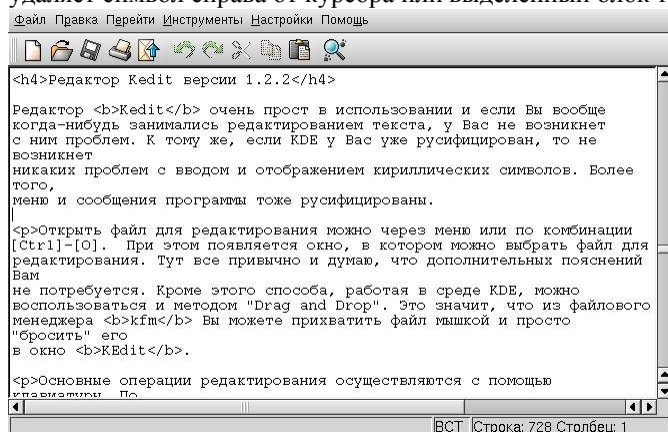 удаляет символ справа от курсора или выделенный блок т
Файл Правка Перейти Инструменты Настройки Помощь
<h4>Редактор Kedit версии 1.2.2</h4>
Редактор <b>Kedit</b> очень прост в использовании и если Вы вообще
когда-нибудь занимались редактированием текста, у Вас не возникнет
с ним проблем. К тому же, если KDE у Вас уже русифицирован, то не
возникнет
никаких проблем с вводом и отображением кириллических символов. Более
того,
меню и сообщения программы тоже русифицированы.
<p>Открыть файл для редактирования можно через меню или по комбинации
[Ctrl]-[O].  При этом появляется окно, в котором можно выбрать файл для
редактирования. Тут все привычно и думаю, что дополнительных пояснений
Вам
не потребуется. Кроме этого способа, работая в среде KDE, можно
воспользоваться и методом "Drag and Drop". Это значит, что из файлового
менеджера <b>kfm</b> Вы можете прихватить файл мышкой и просто
"бросить" его
в окно <b>KEdit</b>.
<p>Основные операции редактирования осуществляются с помощью
клавиатуры. По
ВСТ Строка: 728 Столбец: 1